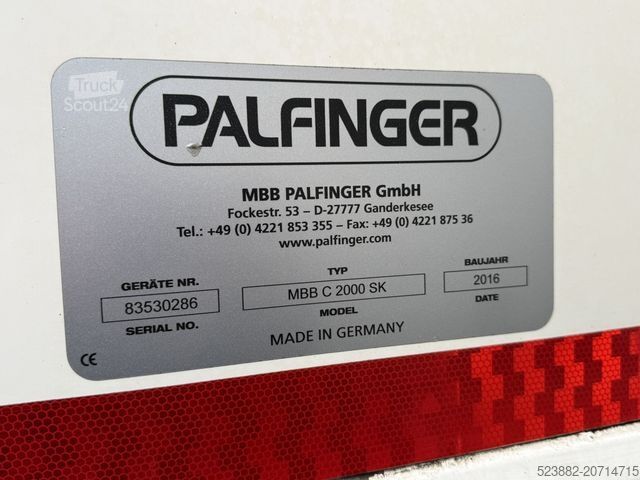 Truck
Scout24
PALFINGER
MBB PALFINGER GmbH
Fockestr. 53 – D-27777 Ganderkesee
Tel.: +49 (0) 4221 853 355 – Fax: +49 (0) 4221 875 36
www.palfinger.com
GERÄTE NR. TYP BAUJAHR
83530286 MBB C 2000 SK 2016
SERIAL NO. MODEL DATE
MADE IN GERMANY
CE
523882-20714715